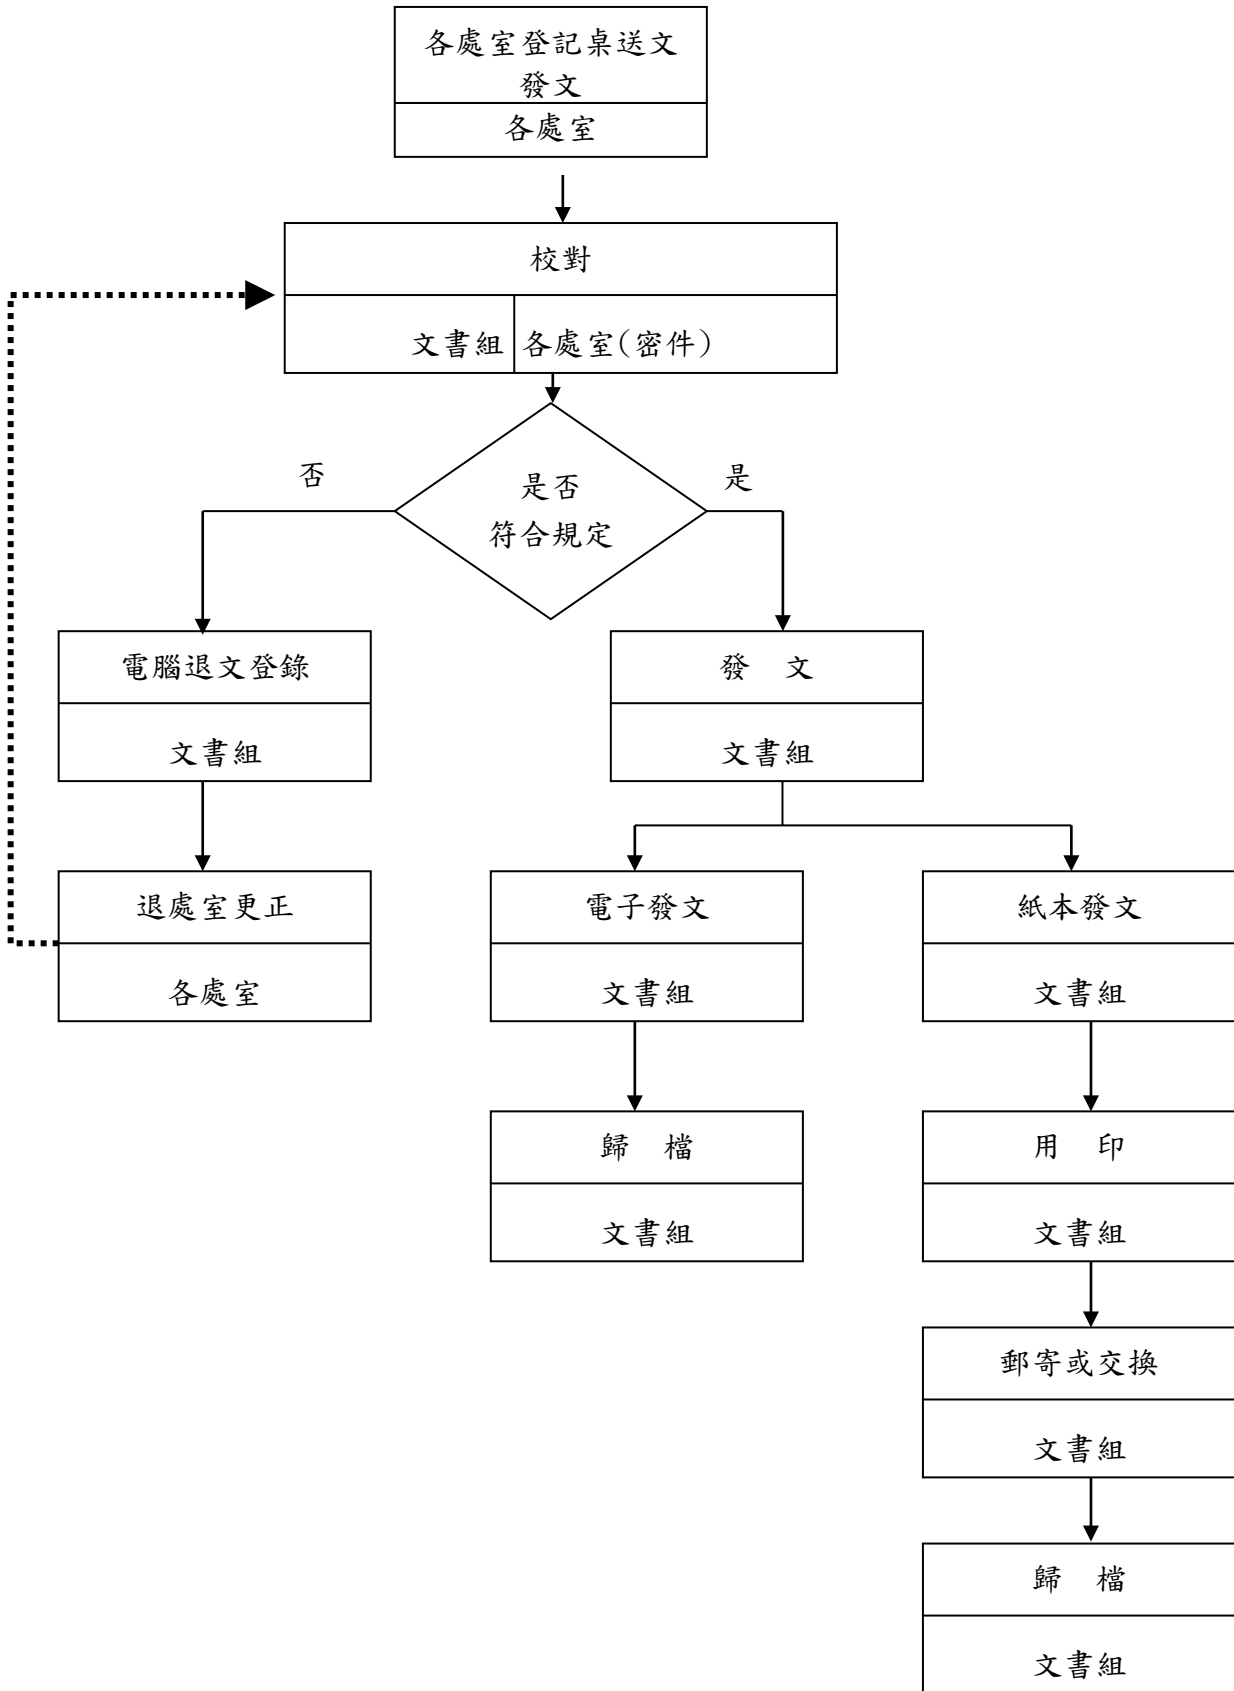 各處室登記桌送文
發文
各處室
校對
文書組
各處室(密件)
否
是
是否
符合規定
電腦退文登錄
文書組
發　文
文書組
退處室更正
各處室
電子發文
文書組
紙本發文
文書組
歸　檔
文書組
用　印
文書組
郵寄或交換
文書組
歸　檔
文書組